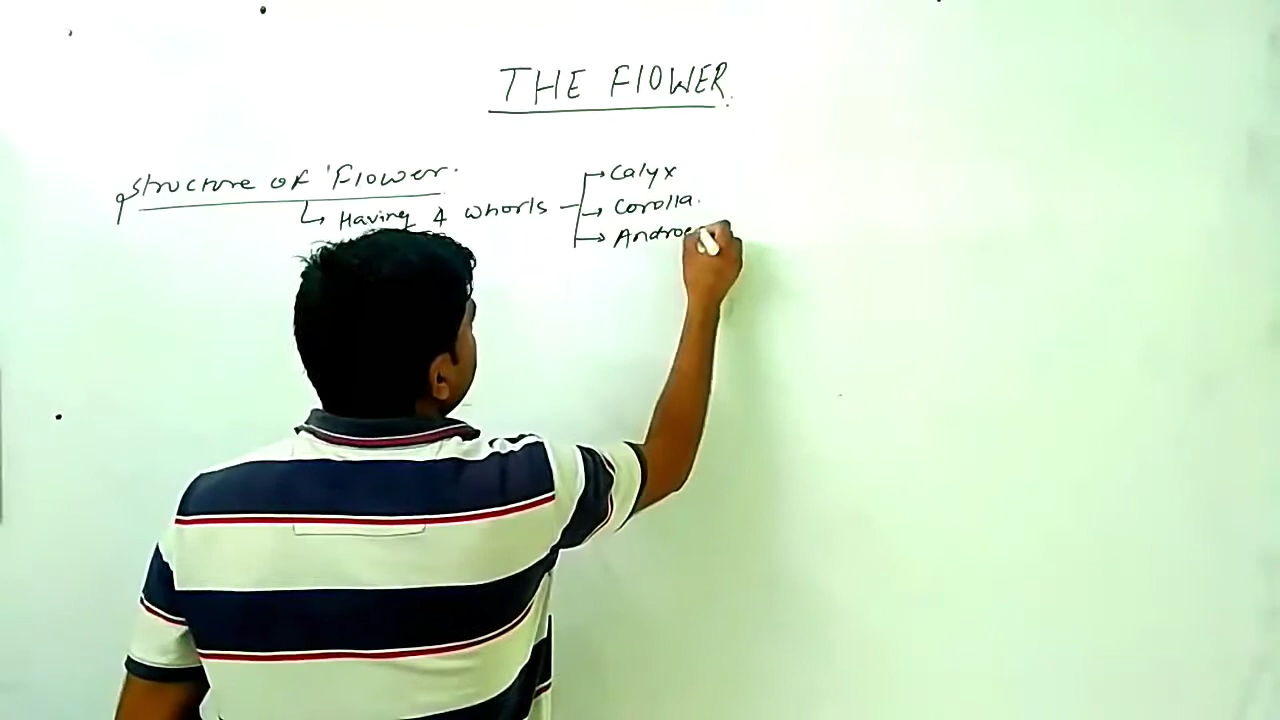 THE FlOWER.
Structure of Flower.
Having 4 whorls
Calyx
Corolla.